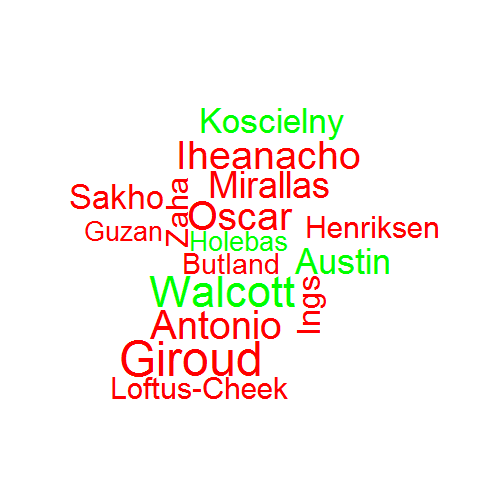 Koscielny
Iheanacho
Mirallas
Sakho
Zaha
Oscar
Henriksen
Guzan
Holebas
Butland
Austin
Walcott
Ings
Antonio
Giroud
Loftus-Cheek